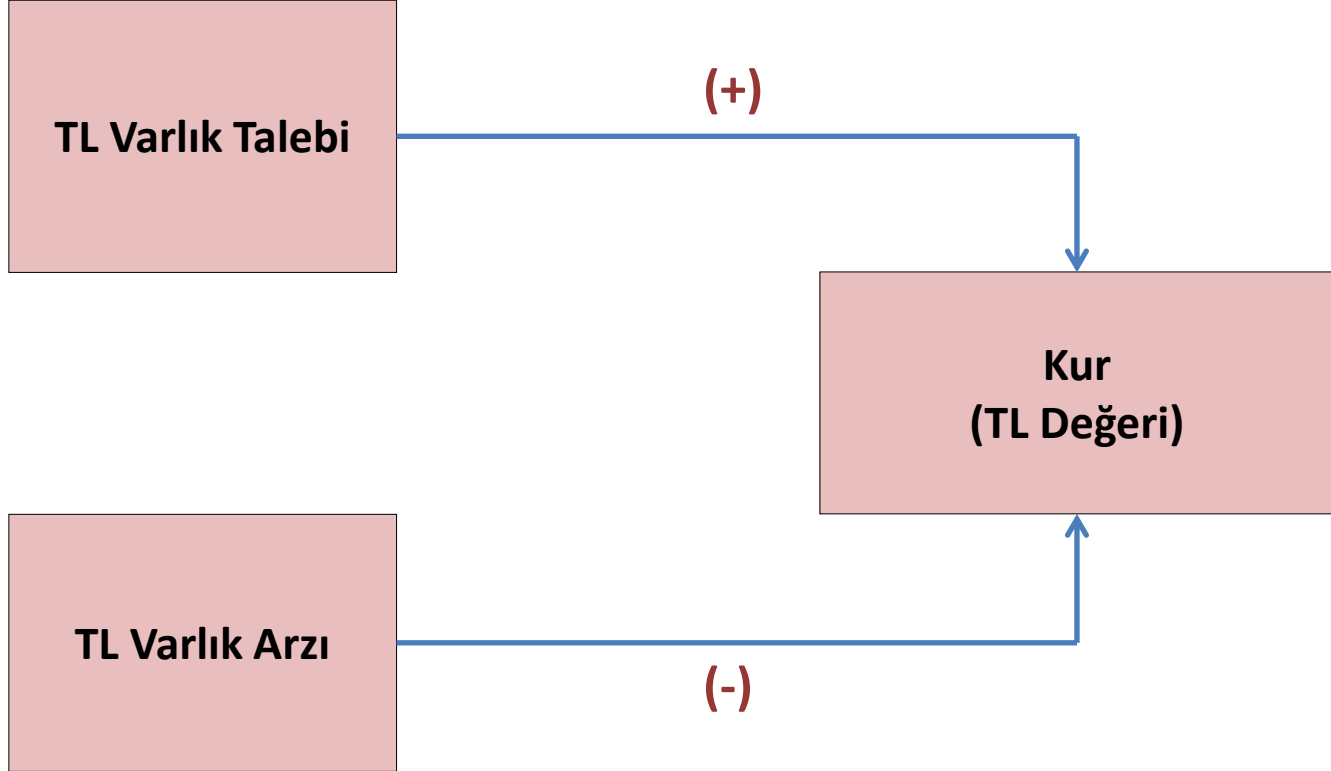 TL Varlık Talebi
(+)
Kur
(TL Değeri)
TL Varlık Arzı
(-)